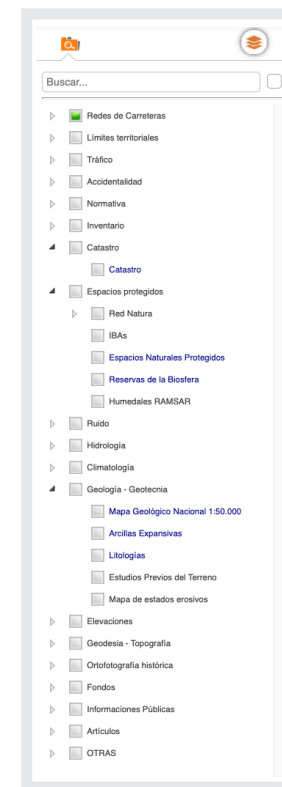 Buscar...
Redes de Carreteras
Límites territoriales
Tráfico
Accidentalidad
Normativa
Inventario
Catastro
Catastro
Espacios protegidos
Red Natura
IBAs
Espacios Naturales Protegidos
Reservas de la Biosfera
Humedales RAMSAR
Ruido
Hidrología
Climatología
Geología - Geotecnia
Mapa Geológico Nacional 1:50.000
Arcillas Expansivas
Litologías
Estudios Previos del Terreno
Mapa de estados erosivos
Elevaciones
Geodesia - Topografía
Ortofotografía histórica
Fondos
Informaciones Públicas
Artículos
OTRAS